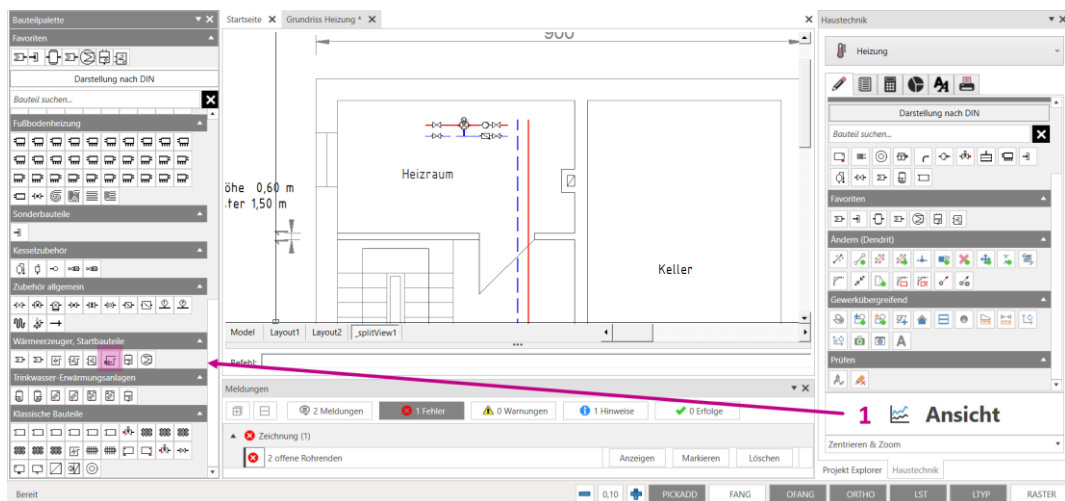 Bauteilpalette
Favoriten
Darstellung nach DIN
Bauteil suchen...
Fußbodenheizung
Sonderbauteile
Kesselzubehör
Zubehör allgemein
Wärmeerzeuger, Startbauteile
Trinkwasser-Erwärmungsanlagen
Klassische Bauteile
Startseite X Grundriss Heizung * X
900
Heizraum
öhe 0,60 m
ster 1,50 m
11
Keller
Model Layout1 Layout2 _splitView1
Befehl:
Meldungen
2 Meldungen 1 Fehler 0 Warnungen 1 Hinweise 0 Erfolge
Zeichnung (1)
2 offene Rohrenden Anzeigen Markieren Löschen
Haustechnik
Heizung
Darstellung nach DIN
Bauteil suchen...
Favoriten
Ändern (Dendrit)
Gewerkübergreifend
Prüfen
1 Ansicht
Zentrieren & Zoom
Projekt Explorer Haustechnik
Bereit 0,10 PICKADD FANG OFANG ORTHO LST LTYP RASTER